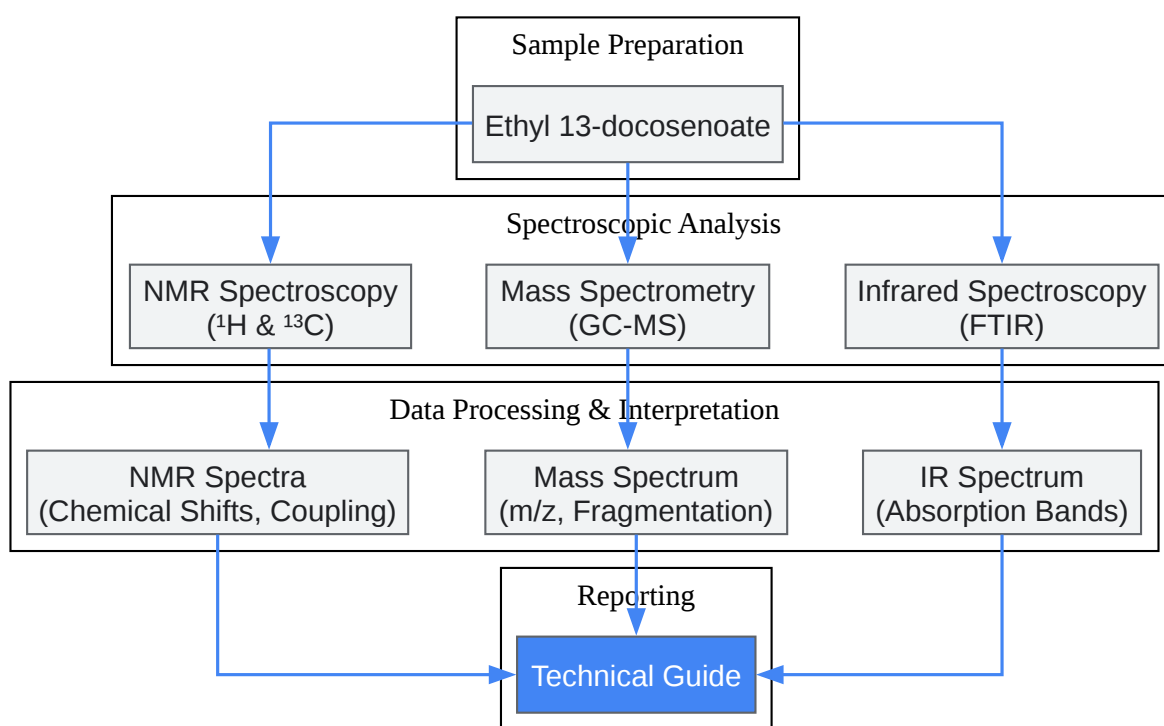 Sample Preparation
Ethyl 13-docosenoate
Spectroscopic Analysis
NMR Spectroscopy
(¹H & ¹³C)
Mass Spectrometry
(GC-MS)
Infrared Spectroscopy
(FTIR)
Data Processing & Interpretation
NMR Spectra
(Chemical Shifts, Coupling)
Mass Spectrum
(m/z, Fragmentation)
IR Spectrum
(Absorption Bands)
Reporting
Technical Guide